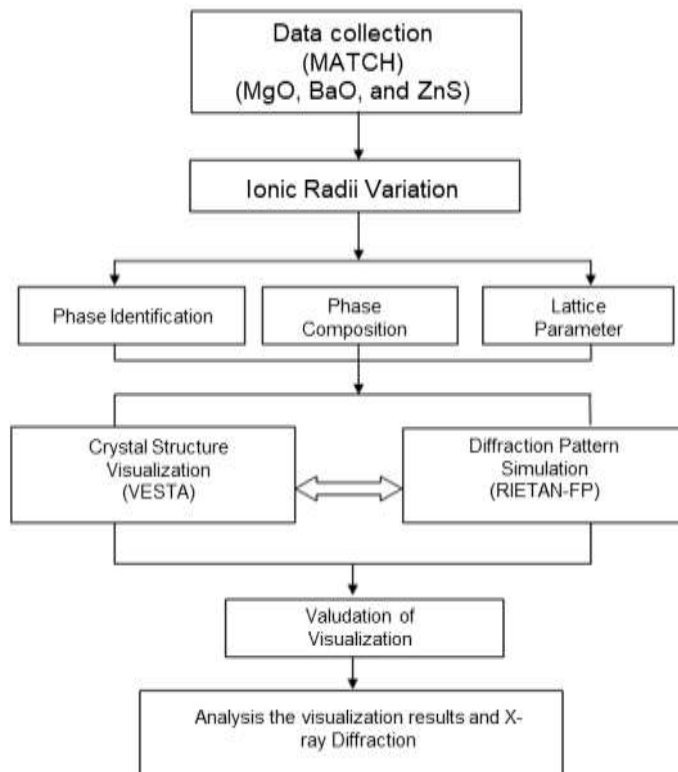 Data collection
(MATCH)
(MgO, BaO, and ZnS)
Ionic Radii Variation
Phase Identification
Phase
Composition
Lattice
Parameter
Crystal Structure
Visualization
(VESTA)
Diffraction Pattern
Simulation
(RIETAN-FP)
Valudation of
Visualization
Analysis the visualization results and X-
ray Diffraction